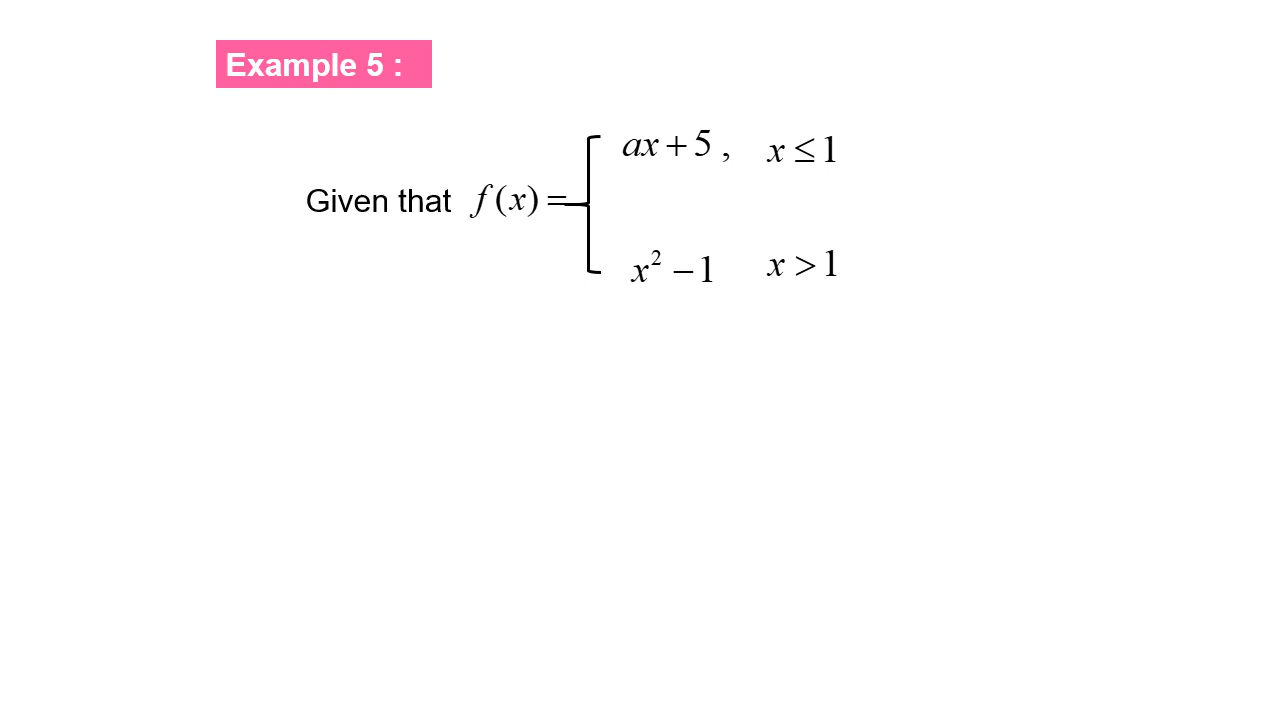 Example 5 :
ax + 5 , x ≤ 1
Given that f(x) =
x² − 1 x > 1